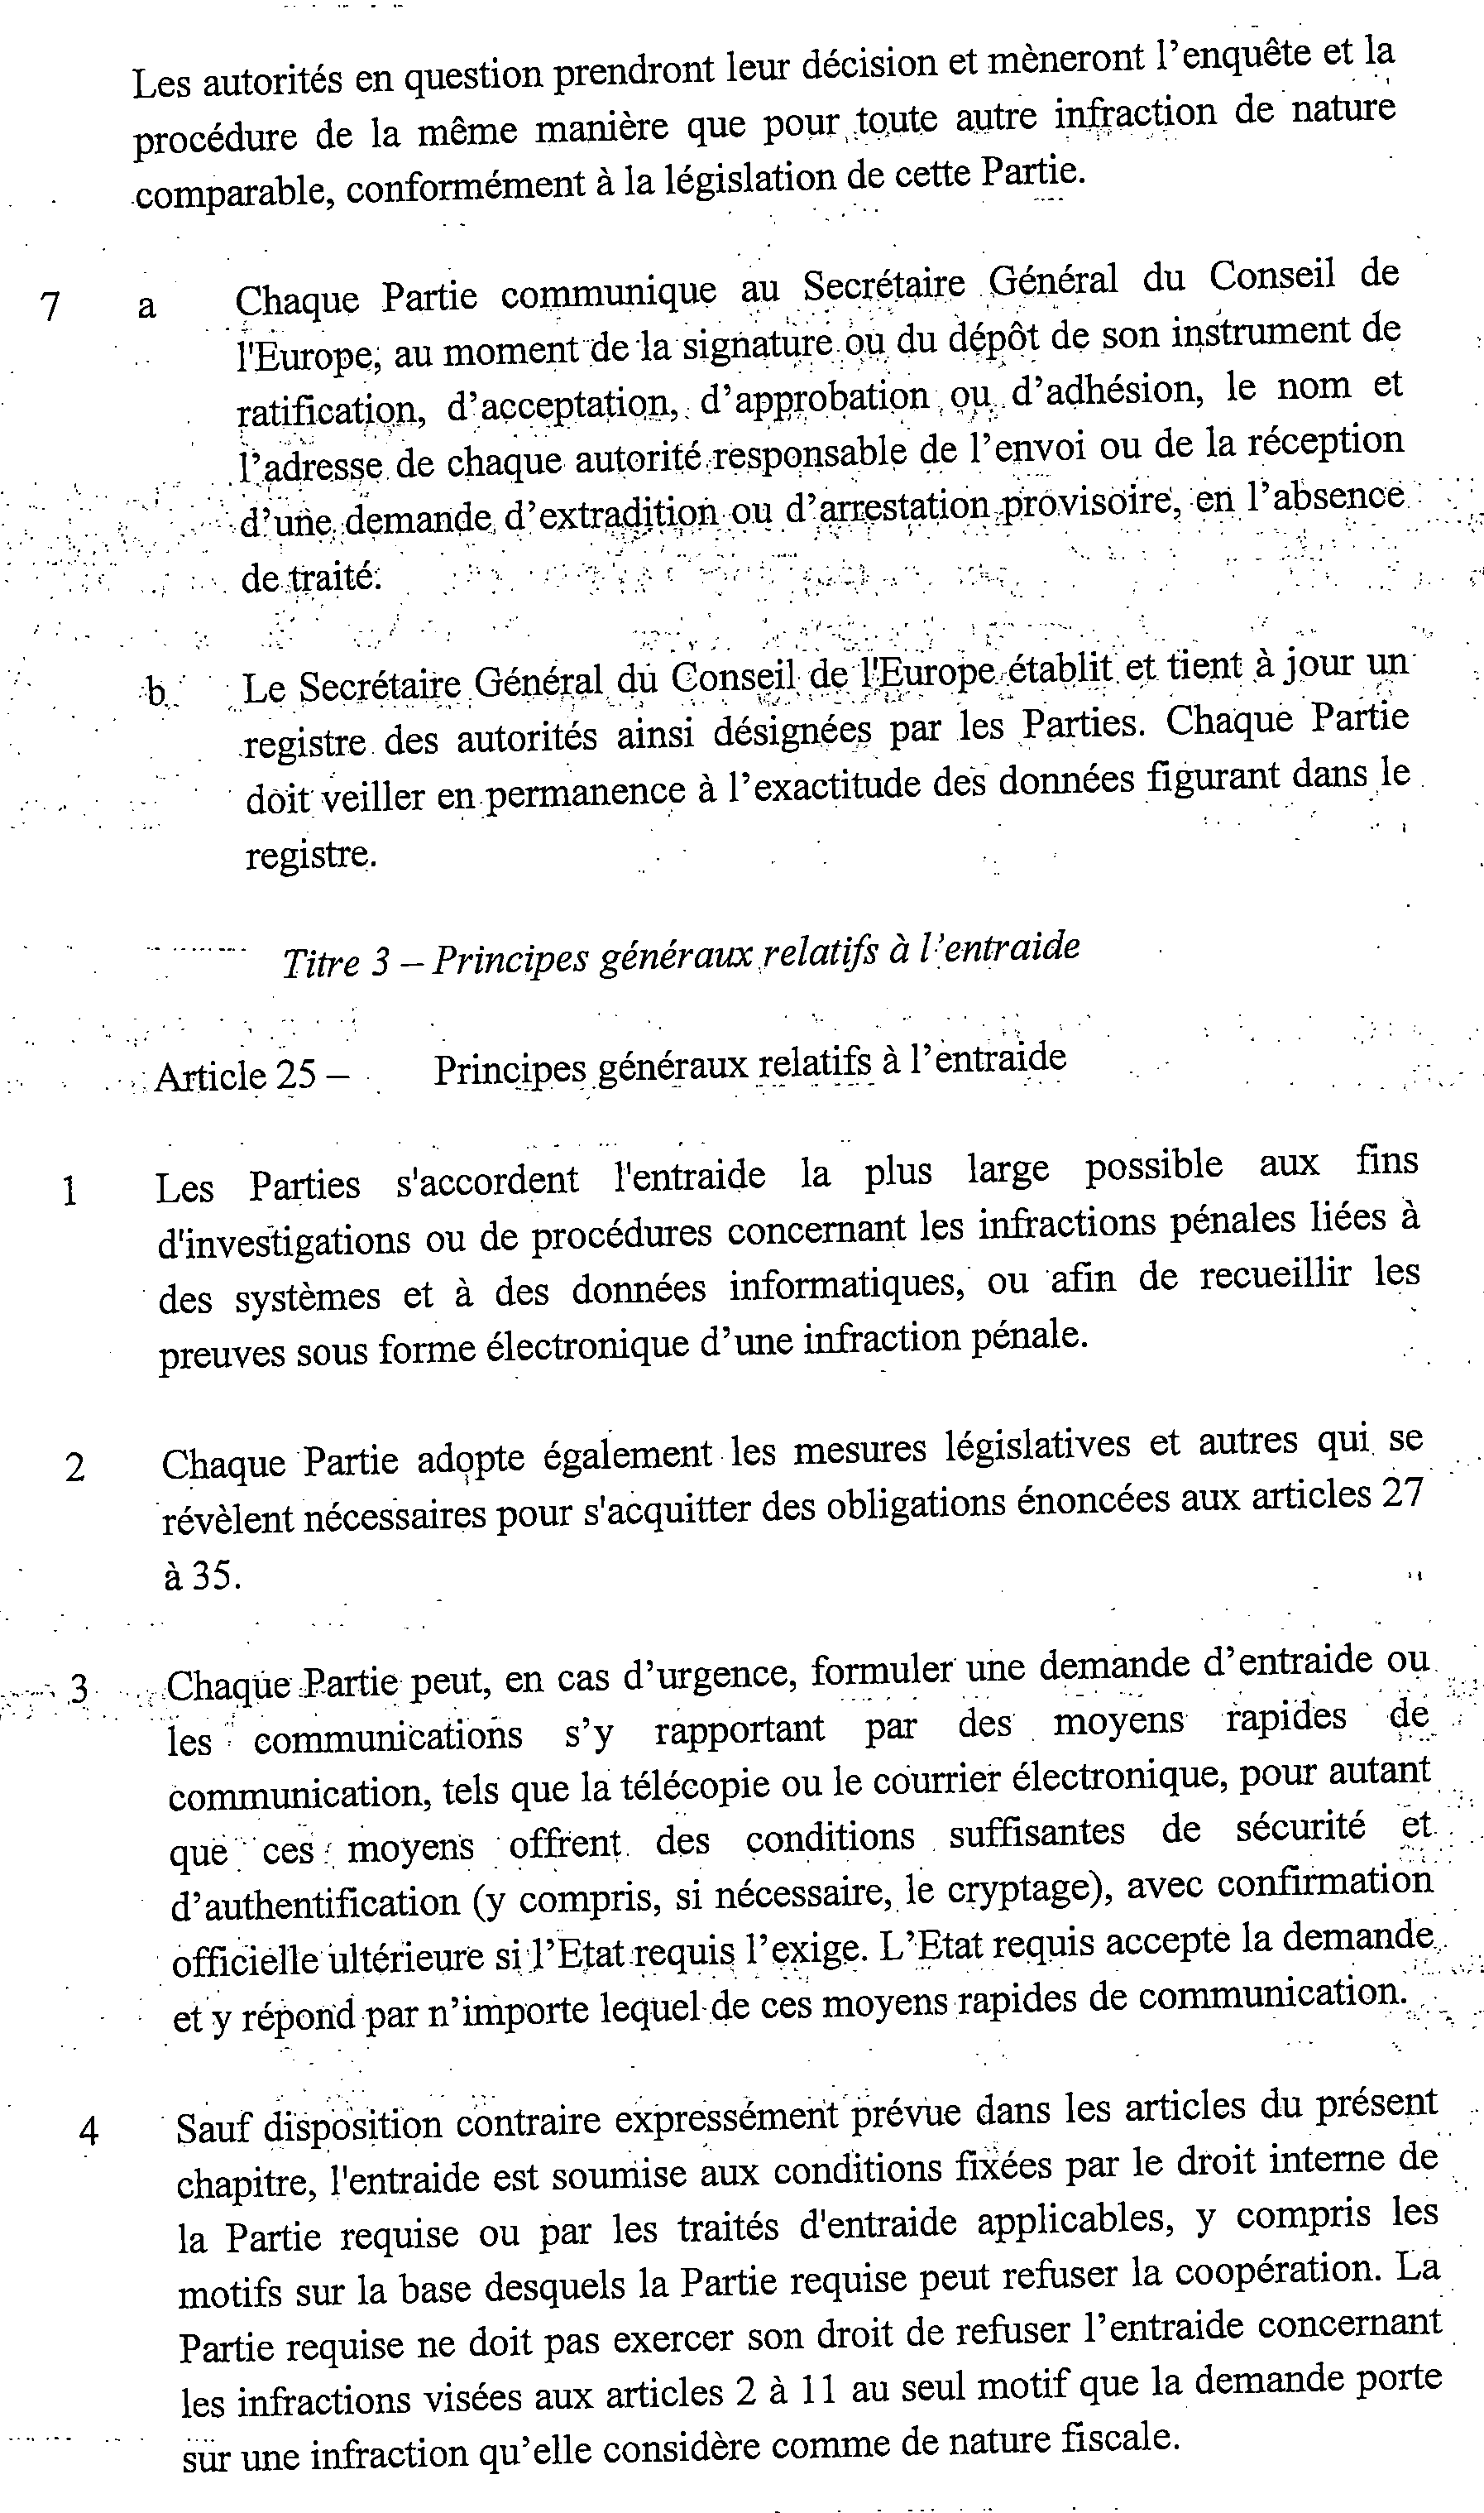 Les autorités en question prendront leur décision et mèneront l’enquête et la
procédure de la même manière que pour toute autre infraction de nature
comparable, conformément à la législation de cette Partie.
7 a Chaque Partie communique au Secrétaire Général du Conseil de
l'Europe, au moment de la signature ou du dépôt de son instrument de
ratification, d’acceptation, d’approbation ou d’adhésion, le nom et
l’adresse de chaque autorité responsable de l’envoi ou de la réception
d’une demande d’extradition ou d’arrestation provisoire, en l’absence
de traité.
b Le Secrétaire Général du Conseil de l'Europe établit et tient à jour un
registre des autorités ainsi désignées par les Parties. Chaque Partie
doit veiller en permanence à l’exactitude des données figurant dans le
registre.
Titre 3 – Principes généraux relatifs à l’entraide
Article 25 – Principes généraux relatifs à l’entraide
1 Les Parties s'accordent l'entraide la plus large possible aux fins
d'investigations ou de procédures concernant les infractions pénales liées à
des systèmes et à des données informatiques, ou afin de recueillir les
preuves sous forme électronique d’une infraction pénale.
2 Chaque Partie adopte également les mesures législatives et autres qui se
révèlent nécessaires pour s'acquitter des obligations énoncées aux articles 27
à 35.
3 Chaque Partie peut, en cas d’urgence, formuler une demande d’entraide ou
les communications s’y rapportant par des moyens rapides de
communication, tels que la télécopie ou le courrier électronique, pour autant
que ces moyens offrent des conditions suffisantes de sécurité et
d’authentification (y compris, si nécessaire, le cryptage), avec confirmation
officielle ultérieure si l’Etat requis l’exige. L’Etat requis accepte la demande
et y répond par n’importe lequel de ces moyens rapides de communication.
4 Sauf disposition contraire expressément prévue dans les articles du présent
chapitre, l'entraide est soumise aux conditions fixées par le droit interne de
la Partie requise ou par les traités d'entraide applicables, y compris les
motifs sur la base desquels la Partie requise peut refuser la coopération. La
Partie requise ne doit pas exercer son droit de refuser l’entraide concernant
les infractions visées aux articles 2 à 11 au seul motif que la demande porte
sur une infraction qu’elle considère comme de nature fiscale.